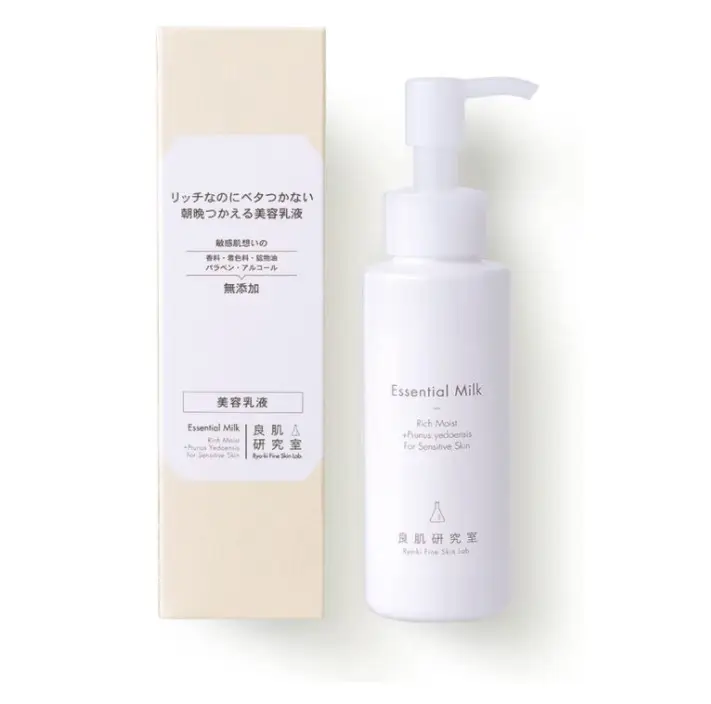 リッチなのにベタつかない
朝晩つかえる美容乳液
敏感肌想いの
香料・着色料・鉱物油
パラベン・アルコール
無添加
美容乳液
Essential Milk
Rich Moist
+Prunus Yedoensis
For Sensitive Skin
良肌
研究室
Ryo-ki Fine Skin Lab.
Essential Milk
Rich Moist
+Prunus yedoensis
For Sensitive Skin
良肌研究室
Ryo-ki Fine Skin Lab.